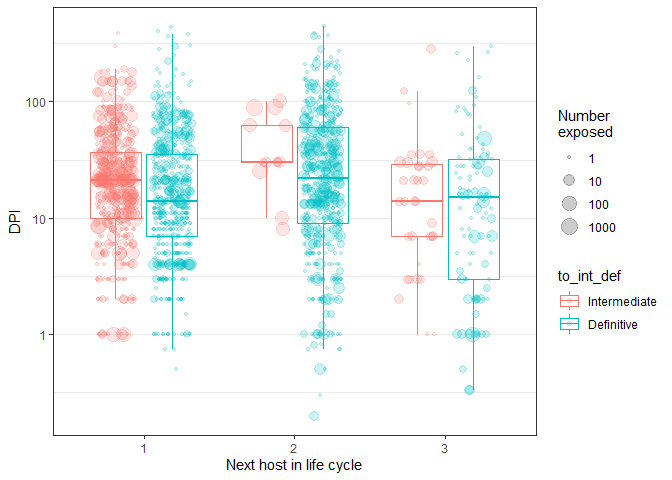 DPI
100
10
1
1
2
3
Next host in life cycle
Number
exposed
1
10
100
1000
to_int_def
Intermediate
Definitive